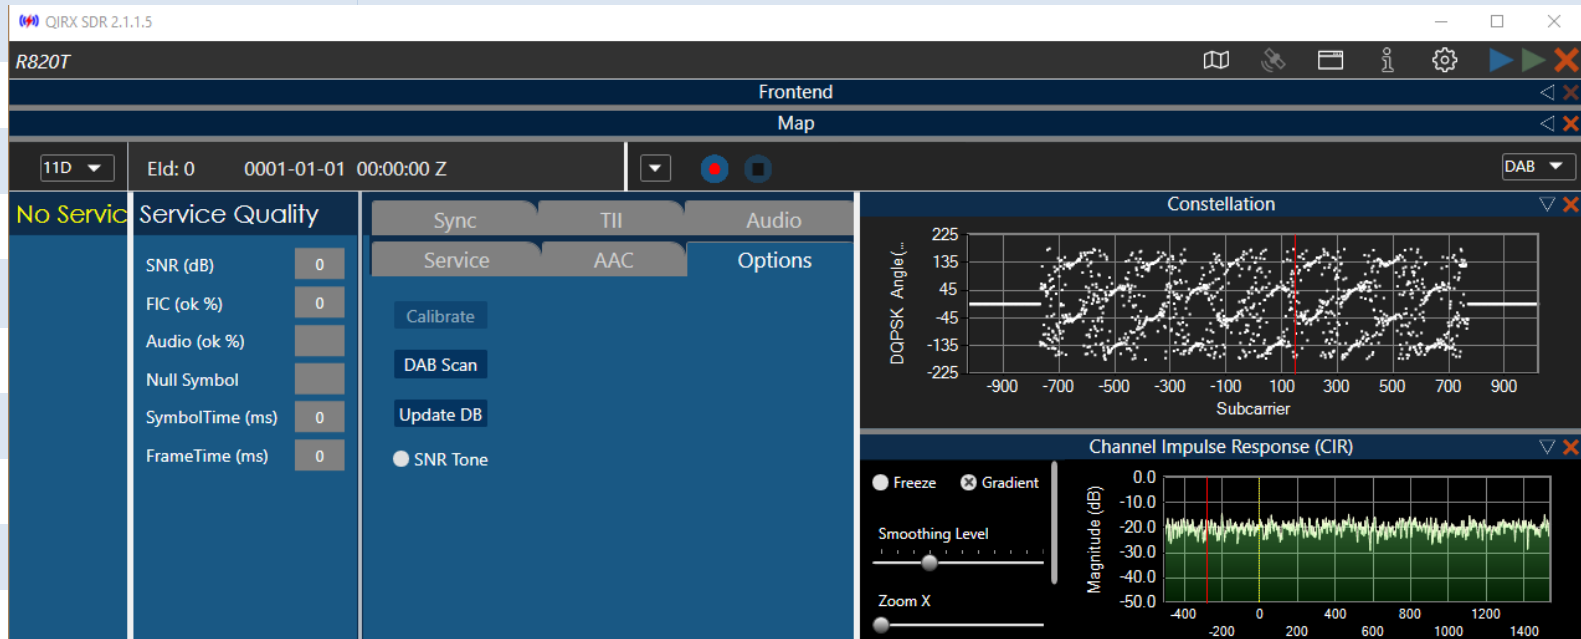 QIRX SDR 2.1.1.5
R820T
Frontend
Map
11D
EId: 0
0001-01-01 00:00:00 Z
DAB
No Servic
Service Quality
SNR (dB) 0
FIC (ok %) 0
Audio (ok %)
Null Symbol
SymbolTime (ms) 0
FrameTime (ms) 0
Sync TII Audio
Service AAC Options
Calibrate
DAB Scan
Update DB
SNR Tone
Constellation
DQPSK Angle(...
225
135
45
-45
-135
-225
-900 -700 -500 -300 -100 100 300 500 700 900
Subcarrier
Channel Impulse Response (CIR)
Freeze Gradient
Smoothing Level
Zoom X
Magnitude (dB)
0.0
-10.0
-20.0
-30.0
-40.0
-50.0
-400 0 400 800 1200
-200 200 600 1000 1400